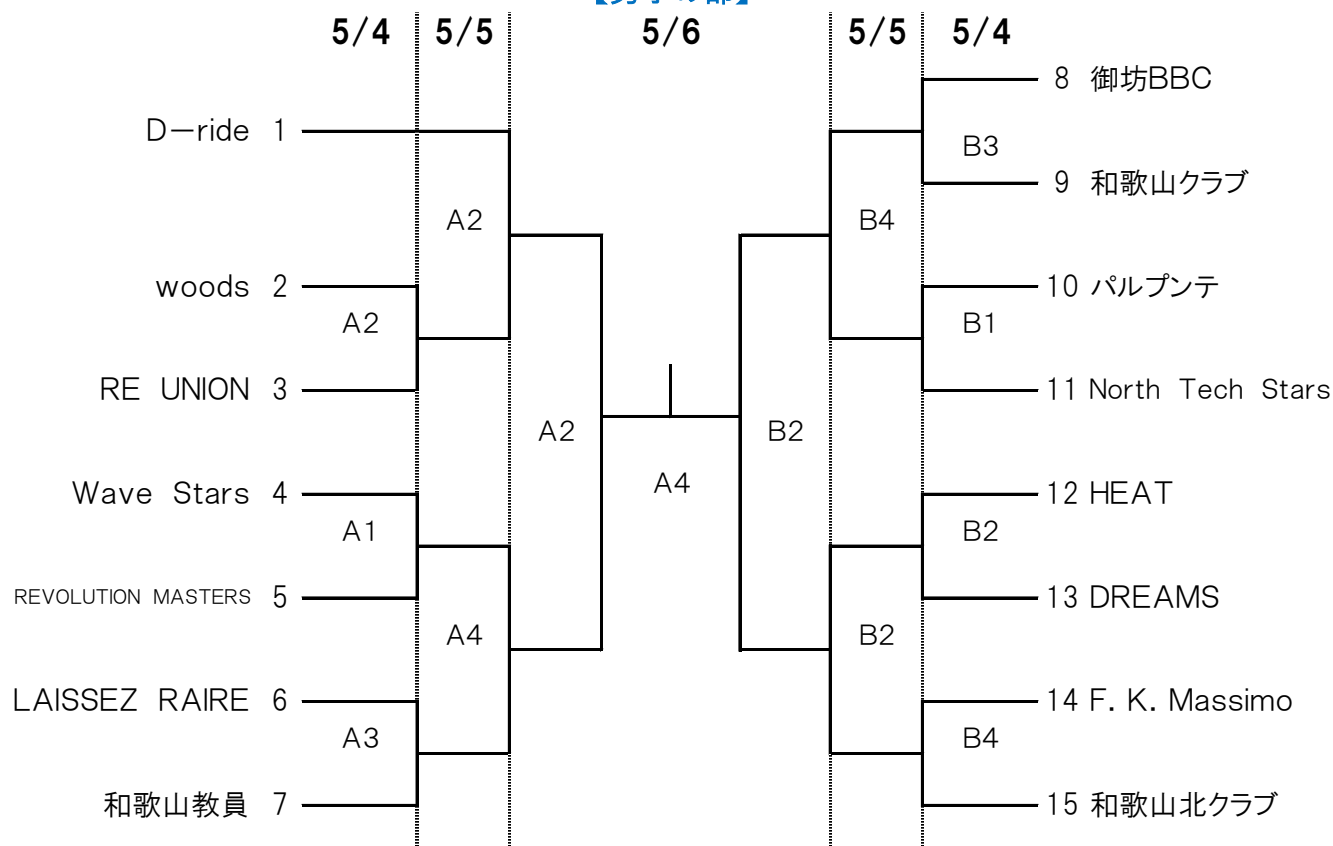 【男子の部】
5/4 5/5 5/6 5/5 5/4
8 御坊BBC
D－ride 1
B3
9 和歌山クラブ
A2 B4
woods 2
10 パルプンテ
A2 B1
RE UNION 3
11 North Tech Stars
A2 B2
A4
Wave Stars 4
12 HEAT
A1 B2
REVOLUTION MASTERS 5
13 DREAMS
A4 B2
LAISSEZ RAIRE 6
14 F. K. Massimo
A3 B4
和歌山教員 7
15 和歌山北クラブ